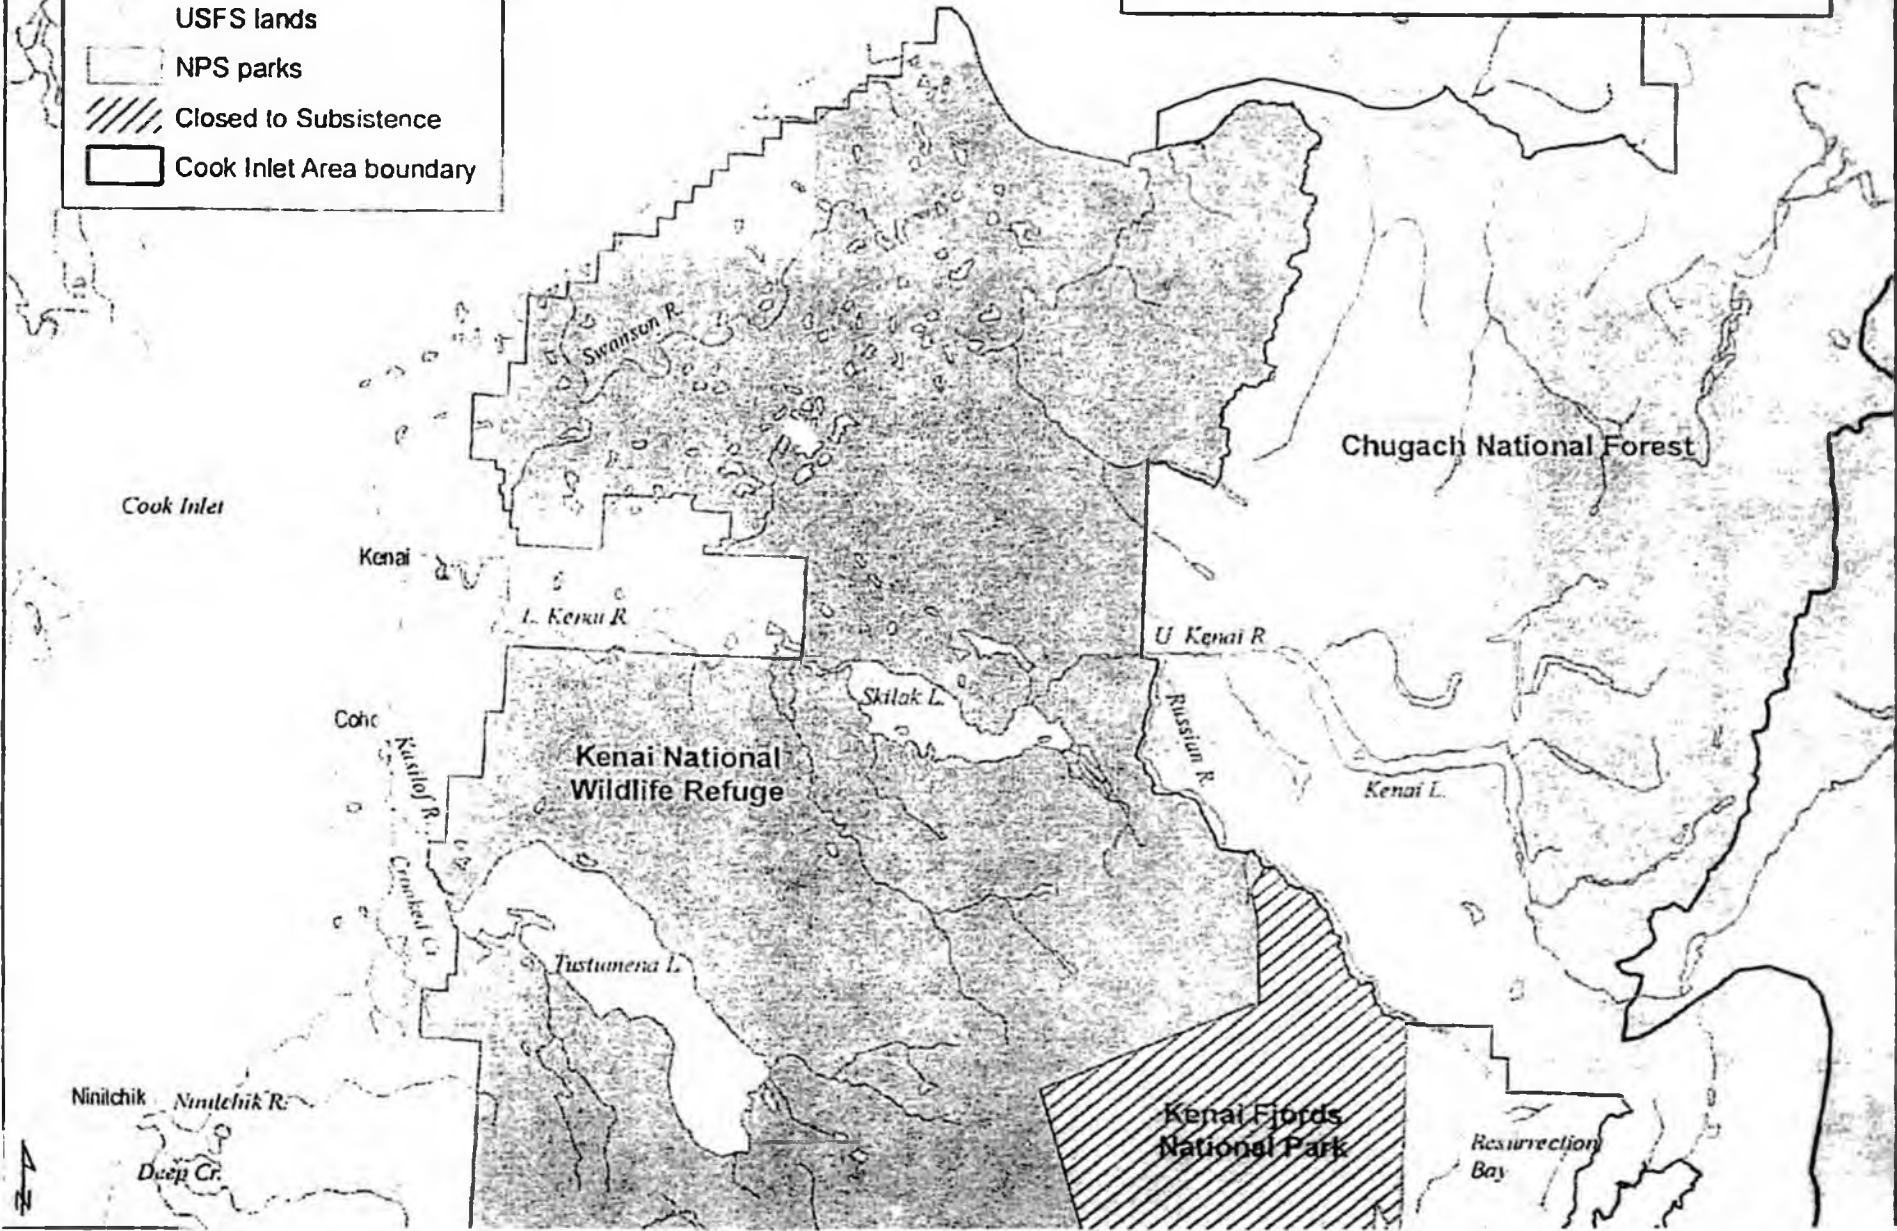 USFS lands
NPS parks
Closed to Subsistence
Cook Inlet Area boundary
Swanson R.
Chugach National Forest
Cook Inlet
Kenai
L. Kenai R.
U. Kenai R.
Skilak L.
Russian R.
Coho
Kasilof R.
Kenai National
Wildlife Refuge
Kenai L.
Crooked Cr
Tustumena L.
Ninilchik
Ninilchik R.
Kenai Fjords
National Park
Resurrection
Bay
Deep Cr.
N